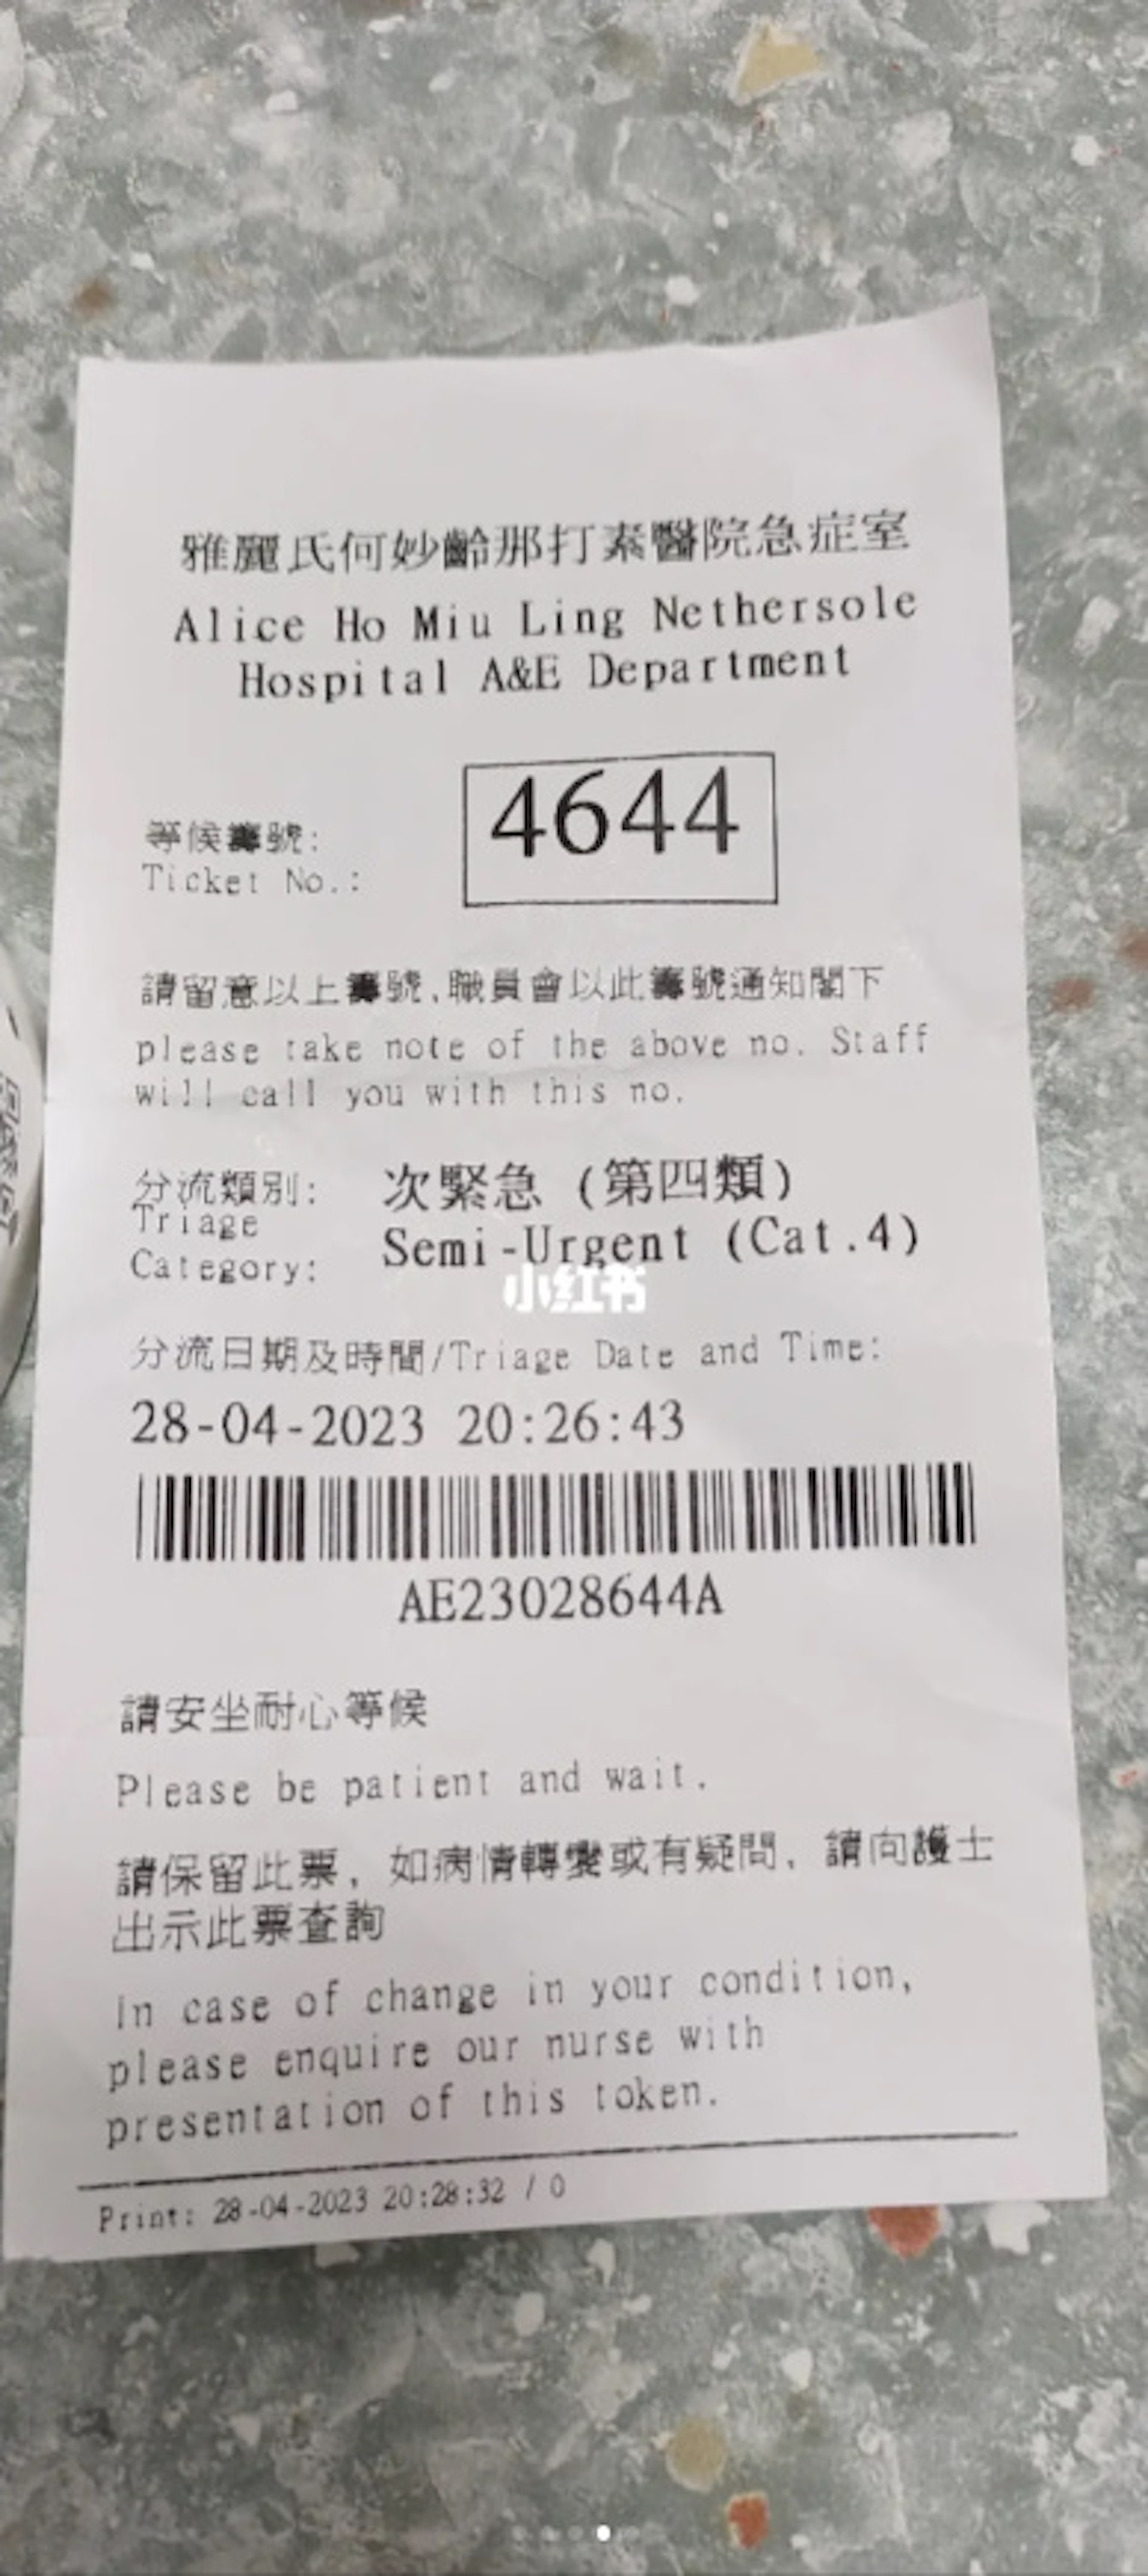 雅麗氏何妙齡那打素醫院急症室
Alice Ho Miu Ling Nethersole
Hospital A&E Department
4644
等候籌號:
Ticket No.:
請留意以上籌號,職員會以此籌號通知閣下
please take note of the above no. Staff
will call you with this no.
分流類別: 次緊急 (第四類)
Triage
Category: Semi-Urgent (Cat.4)
小红书
分流日期及時間/Triage Date and Time:
28-04-2023 20:26:43
AE23028644A
請安坐耐心等候
Please be patient and wait.
請保留此票, 如病情轉變或有疑問, 請向護士
出示此票查詢
In case of change in your condition,
please enquire our nurse with
presentation of this token.
Print: 28-04-2023 20:28:32 / 0